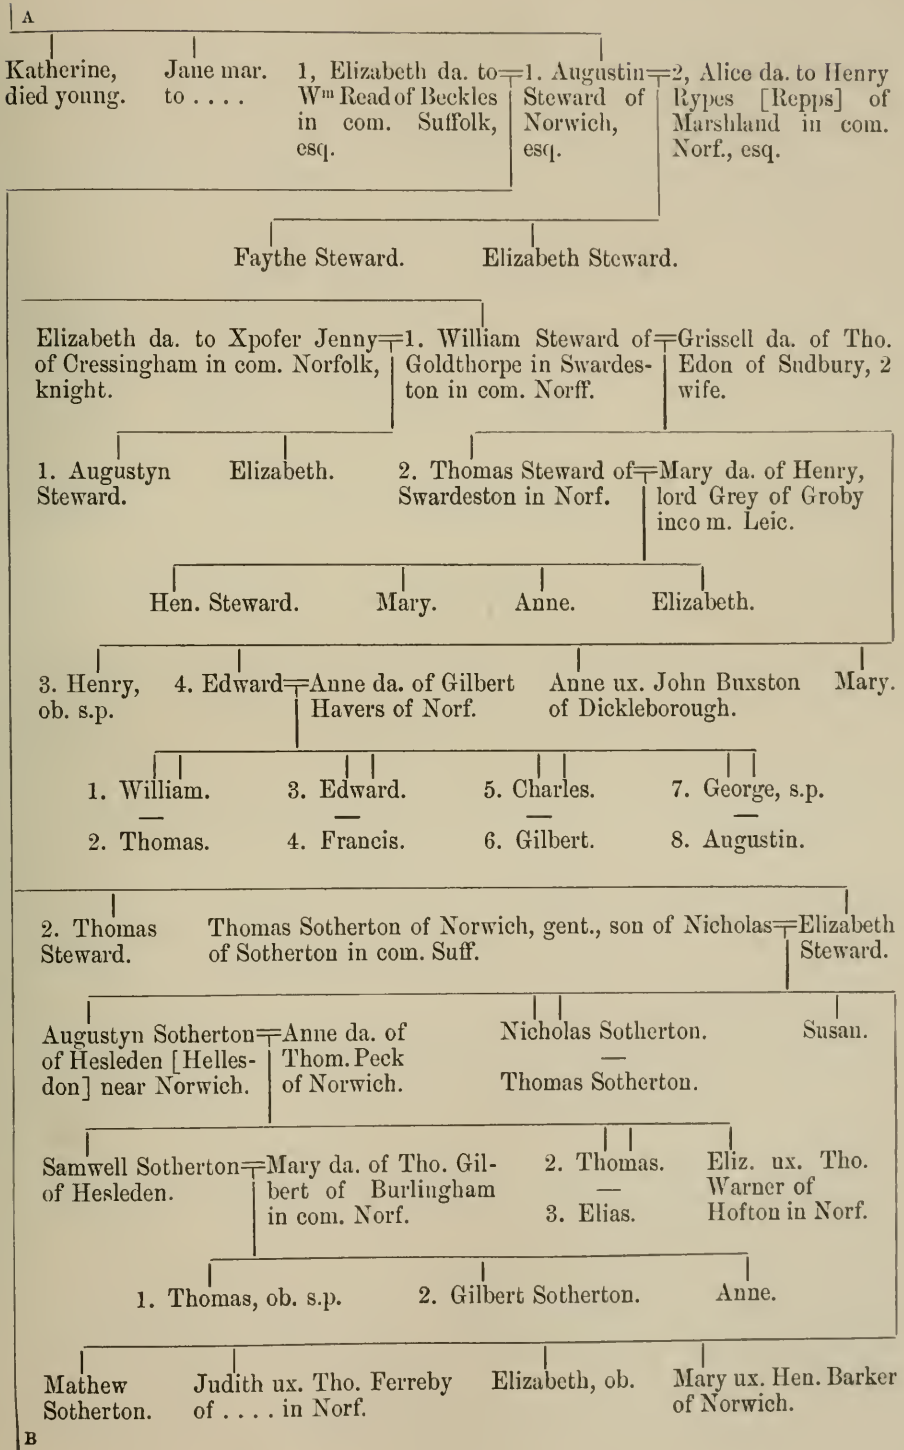 A
Katherine, died young.
Jane mar. to . . . .
1, Elizabeth da. to Wm Read of Beckles in com. Suffolk, esq.
1. Augustin Steward of Norwich, esq.
2, Alice da. to Henry Rypes [Repps] of Marshland in com. Norf., esq.
Faythe Steward.
Elizabeth Steward.
Elizabeth da. to Xpofer Jenny of Cressingham in com. Norfolk, knight.
1. William Steward of Goldthorpe in Swardeston in com. Norff.
Grissell da. of Tho. Edon of Sudbury, 2 wife.
1. Augustyn Steward.
Elizabeth.
2. Thomas Steward of Swardeston in Norf.
Mary da. of Henry, lord Grey of Groby inco m. Leic.
Hen. Steward.
Mary.
Anne.
Elizabeth.
3. Henry, ob. s.p.
4. Edward
Anne da. of Gilbert Havers of Norf.
Anne ux. John Buxston of Dickleborough.
Mary.
1. William.
2. Thomas.
3. Edward.
4. Francis.
5. Charles.
6. Gilbert.
7. George, s.p.
8. Augustin.
2. Thomas Steward.
Thomas Sotherton of Norwich, gent., son of Nicholas of Sotherton in com. Suff.
Elizabeth Steward.
Augustyn Sotherton of Hesleden [Hellesdon] near Norwich.
Anne da. of Thom. Peck of Norwich.
Nicholas Sotherton.
Thomas Sotherton.
Susan.
Samwell Sotherton of Hesleden.
Mary da. of Tho. Gilbert of Burlingham in com. Norf.
2. Thomas.
3. Elias.
Eliz. ux. Tho. Warner of Hofton in Norf.
1. Thomas, ob. s.p.
2. Gilbert Sotherton.
Anne.
Mathew Sotherton.
Judith ux. Tho. Ferreby of . . . . in Norf.
Elizabeth, ob.
Mary ux. Hen. Barker of Norwich.
B